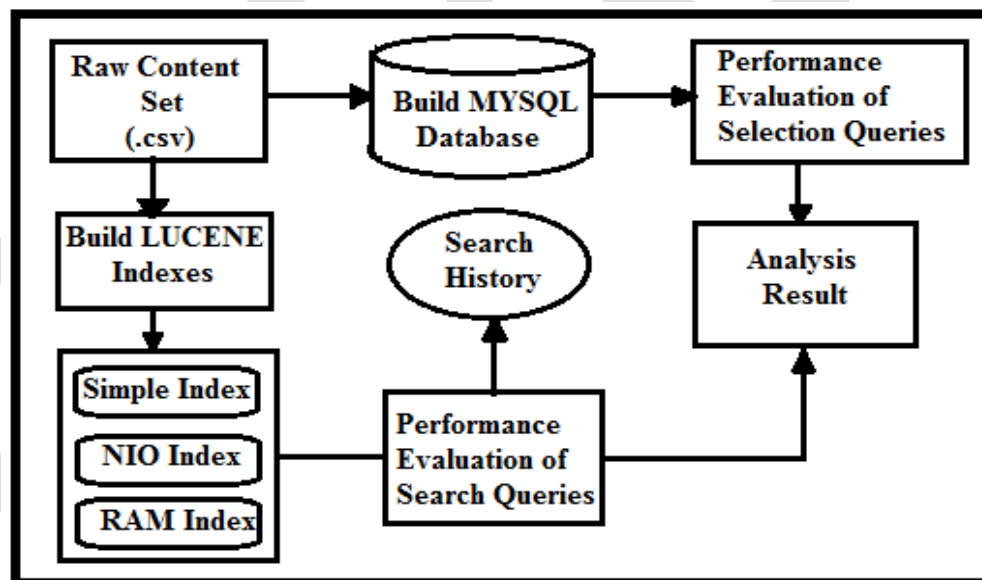 Raw Content
Set
(.csv)
Build MYSQL
Database
Performance
Evaluation of
Selection Queries
Build LUCENE
Indexes
Search
History
Analysis
Result
Simple Index
NIO Index
RAM Index
Performance
Evaluation of
Search Queries